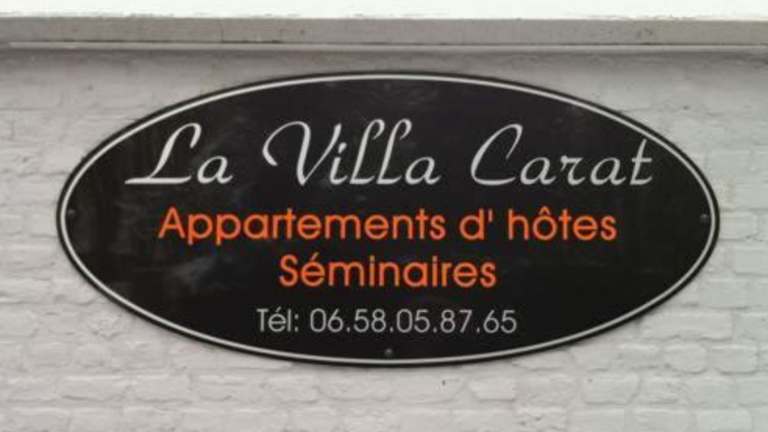 La Villa Carat
Appartements d' hôtes
Séminaires
Tél: 06.58.05.87.65